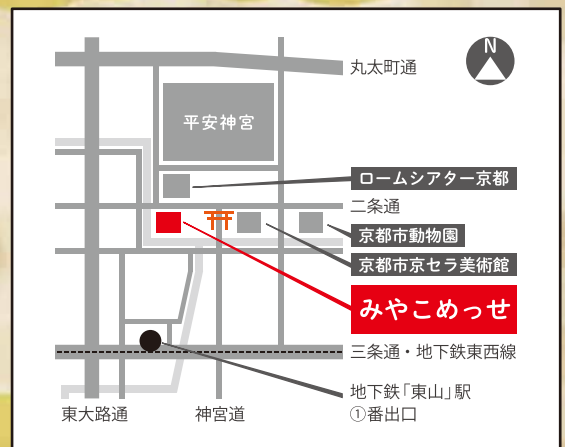 N
丸太町通
平安神宮
ロームシアター京都
二条通
京都市動物園
京都市京セラ美術館
みやこめっせ
三条通・地下鉄東西線
地下鉄「東山」駅
①番出口
東大路通
神宮道